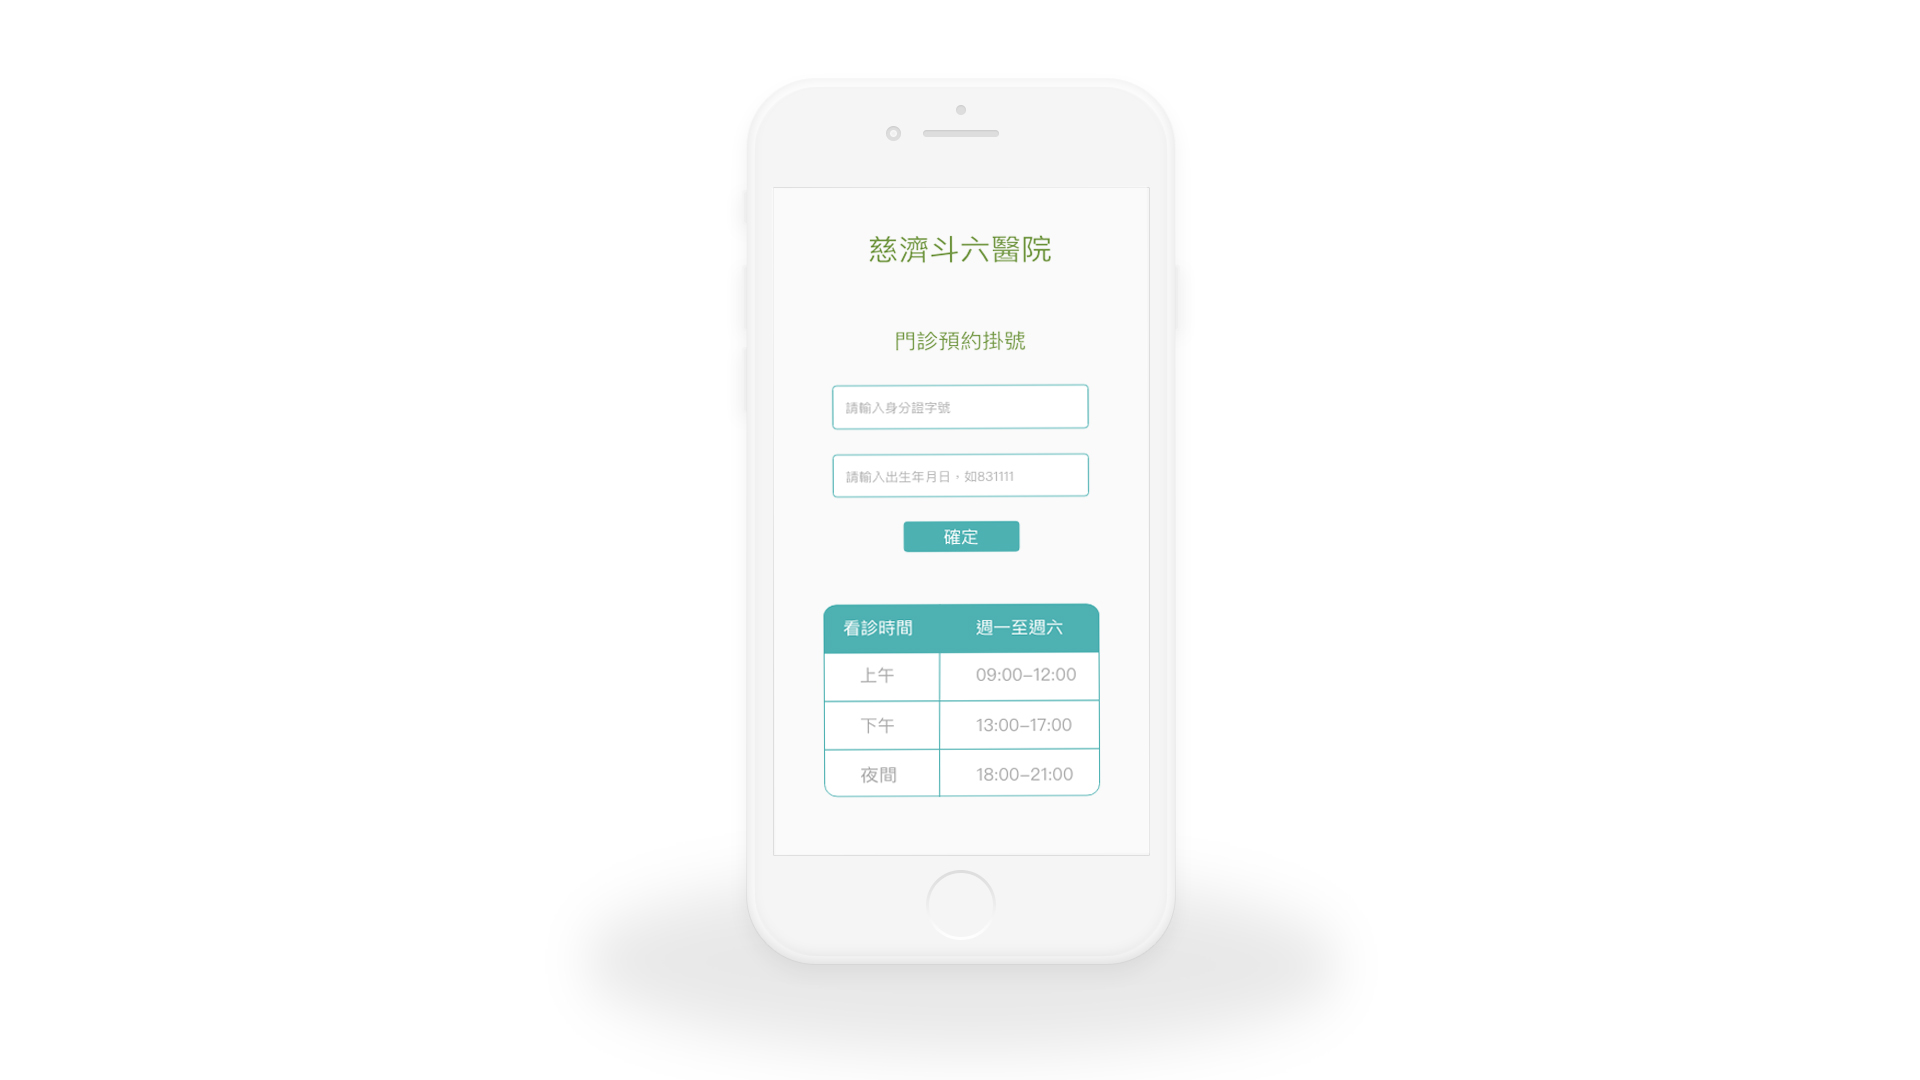 慈濟斗六醫院
門診預約掛號
請輸入身分證字號
請輸入出生年月日，如831111
確定
看診時間 週一至週六
上午 09:00–12:00
下午 13:00–17:00
夜間 18:00–21:00